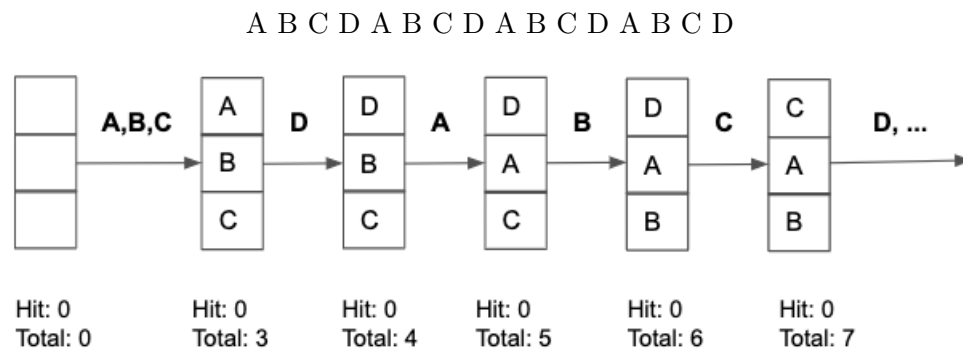 A B C D A B C D A B C D A B C D
A,B,C D A B C D, ...
A D D D C
B B A A A
C C C B B
Hit: 0 Hit: 0 Hit: 0 Hit: 0 Hit: 0 Hit: 0
Total: 0 Total: 3 Total: 4 Total: 5 Total: 6 Total: 7